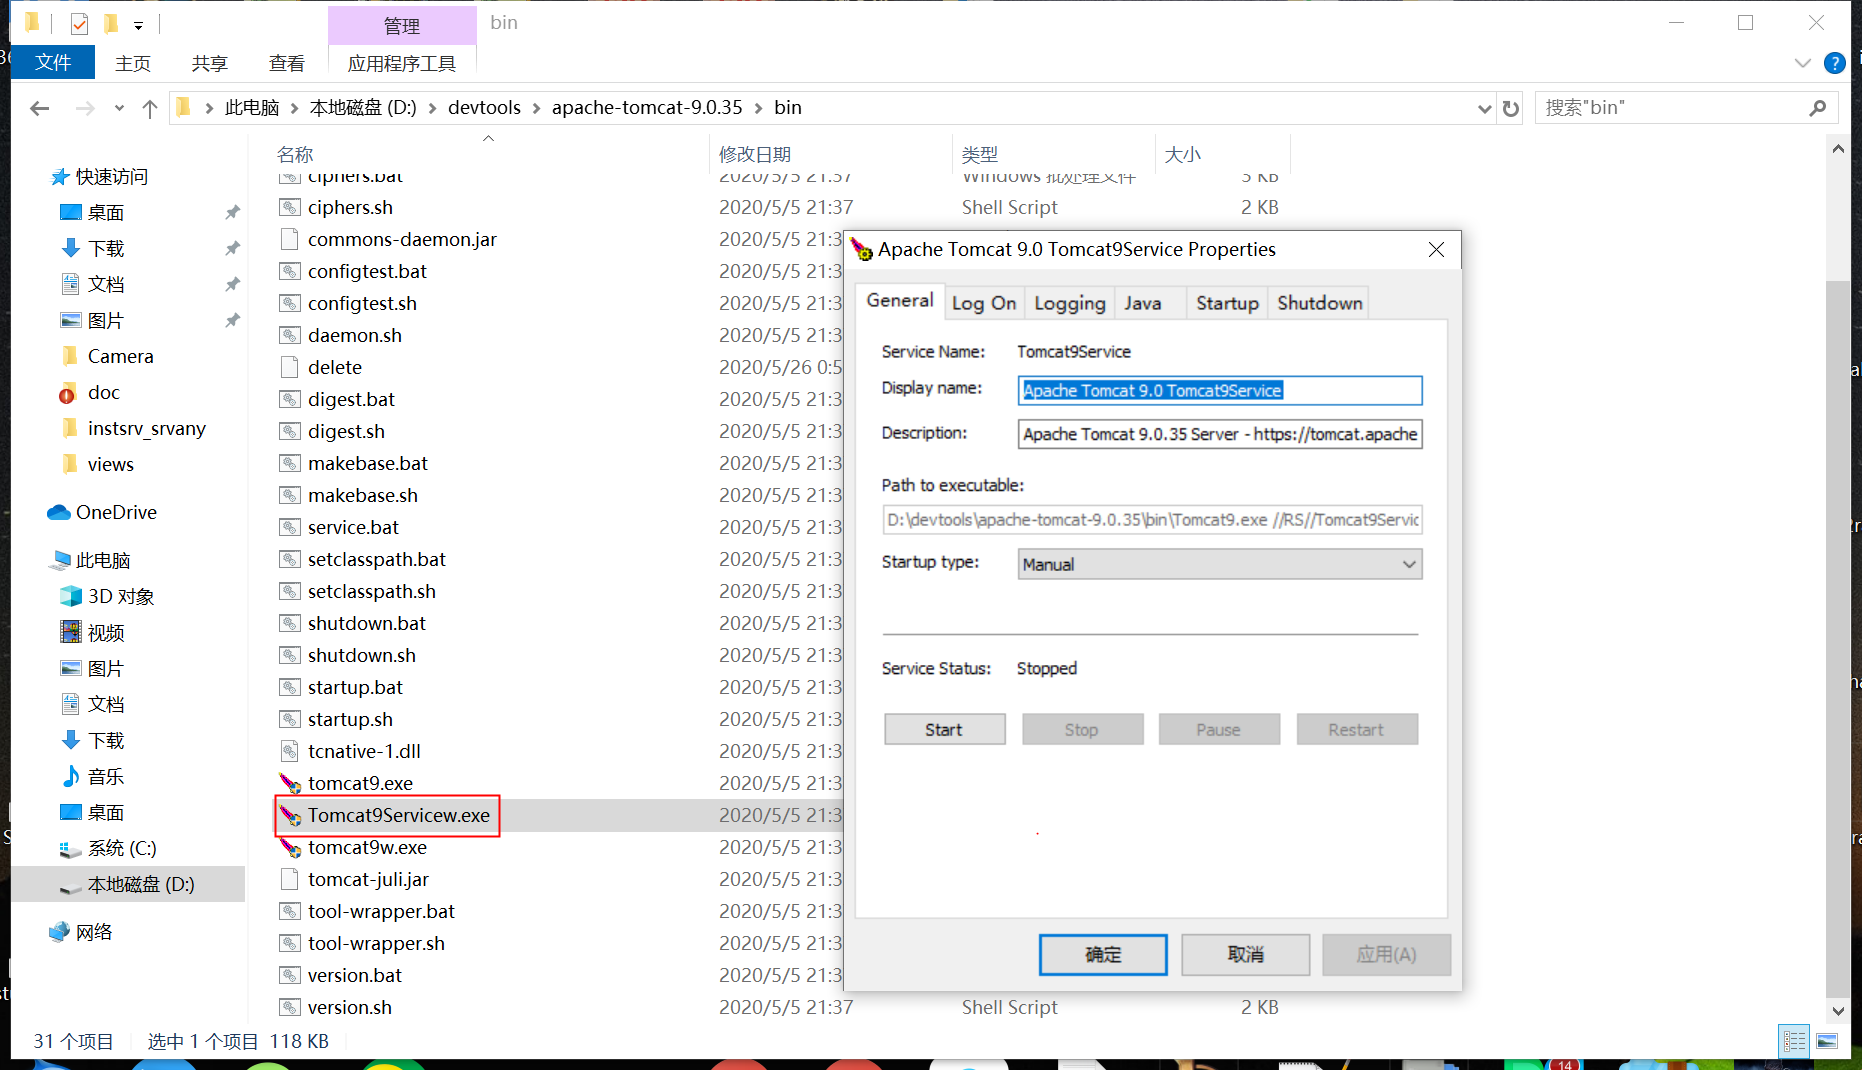 管理
bin
文件
主页
共享
查看
应用程序工具
此电脑
本地磁盘 (D:)
devtools
apache-tomcat-9.0.35
bin
搜索"bin"
快速访问
桌面
下载
文档
图片
Camera
doc
instsrv_srvany
views
OneDrive
此电脑
3D 对象
视频
图片
文档
下载
音乐
桌面
系统 (C:)
本地磁盘 (D:)
网络
名称 修改日期 类型 大小
ciphers.bat 2020/5/5 21:37 Windows 批处理文件 3 KB
ciphers.sh 2020/5/5 21:37 Shell Script 2 KB
commons-daemon.jar 2020/5/5 21:3
configtest.bat 2020/5/5 21:3
configtest.sh 2020/5/5 21:3
daemon.sh 2020/5/5 21:3
delete 2020/5/26 0:5
digest.bat 2020/5/5 21:3
digest.sh 2020/5/5 21:3
makebase.bat 2020/5/5 21:3
makebase.sh 2020/5/5 21:3
service.bat 2020/5/5 21:3
setclasspath.bat 2020/5/5 21:3
setclasspath.sh 2020/5/5 21:3
shutdown.bat 2020/5/5 21:3
shutdown.sh 2020/5/5 21:3
startup.bat 2020/5/5 21:3
startup.sh 2020/5/5 21:3
tcnative-1.dll 2020/5/5 21:3
tomcat9.exe 2020/5/5 21:3
Tomcat9Servicew.exe 2020/5/5 21:3
tomcat9w.exe 2020/5/5 21:3
tomcat-juli.jar 2020/5/5 21:3
tool-wrapper.bat 2020/5/5 21:3
tool-wrapper.sh 2020/5/5 21:3
version.bat 2020/5/5 21:3
version.sh 2020/5/5 21:37 Shell Script 2 KB
Apache Tomcat 9.0 Tomcat9Service Properties
General Log On Logging Java Startup Shutdown
Service Name: Tomcat9Service
Display name: Apache Tomcat 9.0 Tomcat9Service
Description: Apache Tomcat 9.0.35 Server - https://tomcat.apache
Path to executable:
D:\devtools\apache-tomcat-9.0.35\bin\Tomcat9.exe //RS//Tomcat9Servic
Startup type: Manual
Service Status: Stopped
Start Stop Pause Restart
确定 取消 应用(A)
31 个项目 选中 1 个项目 118 KB
14